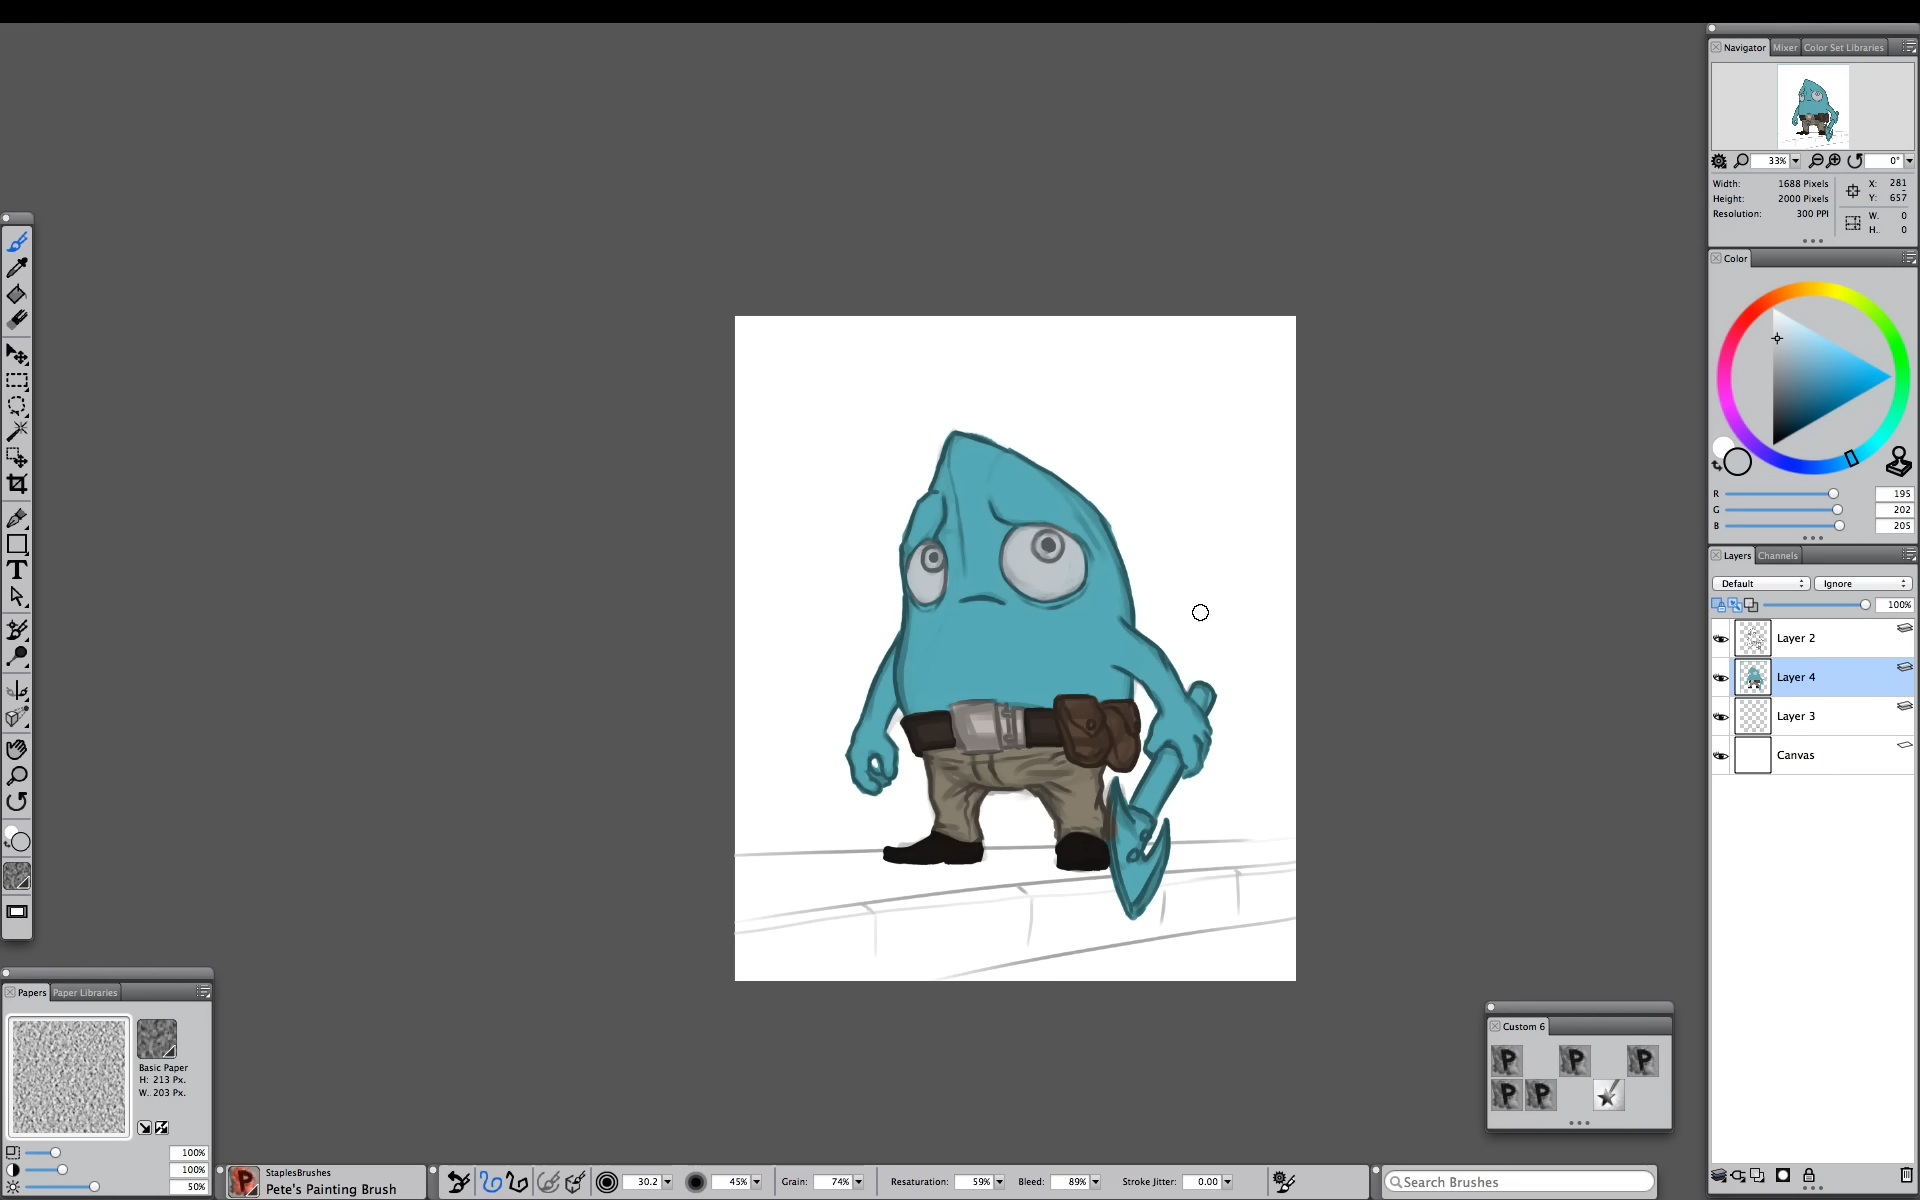 Navigator Mixer Color Set Libraries
33% 0°
Width: 1688 Pixels X: 281
Height: 2000 Pixels Y: 657
Resolution: 300 PPI W. 0
H.. 0
Color
R 195
G 202
B 205
Layers Channels
Default Ignore
100%
Layer 2
Layer 4
Layer 3
Canvas
T
Papers Paper Libraries
Basic Paper
H: 213 Px.
W.. 203 Px.
100%
100%
50%
Custom 6
P P P
P P
P StaplesBrushes
Pete's Painting Brush
30.2 45% Grain: 74% Resaturation: 59% Bleed: 89% Stroke Jitter: 0.00
Search Brushes